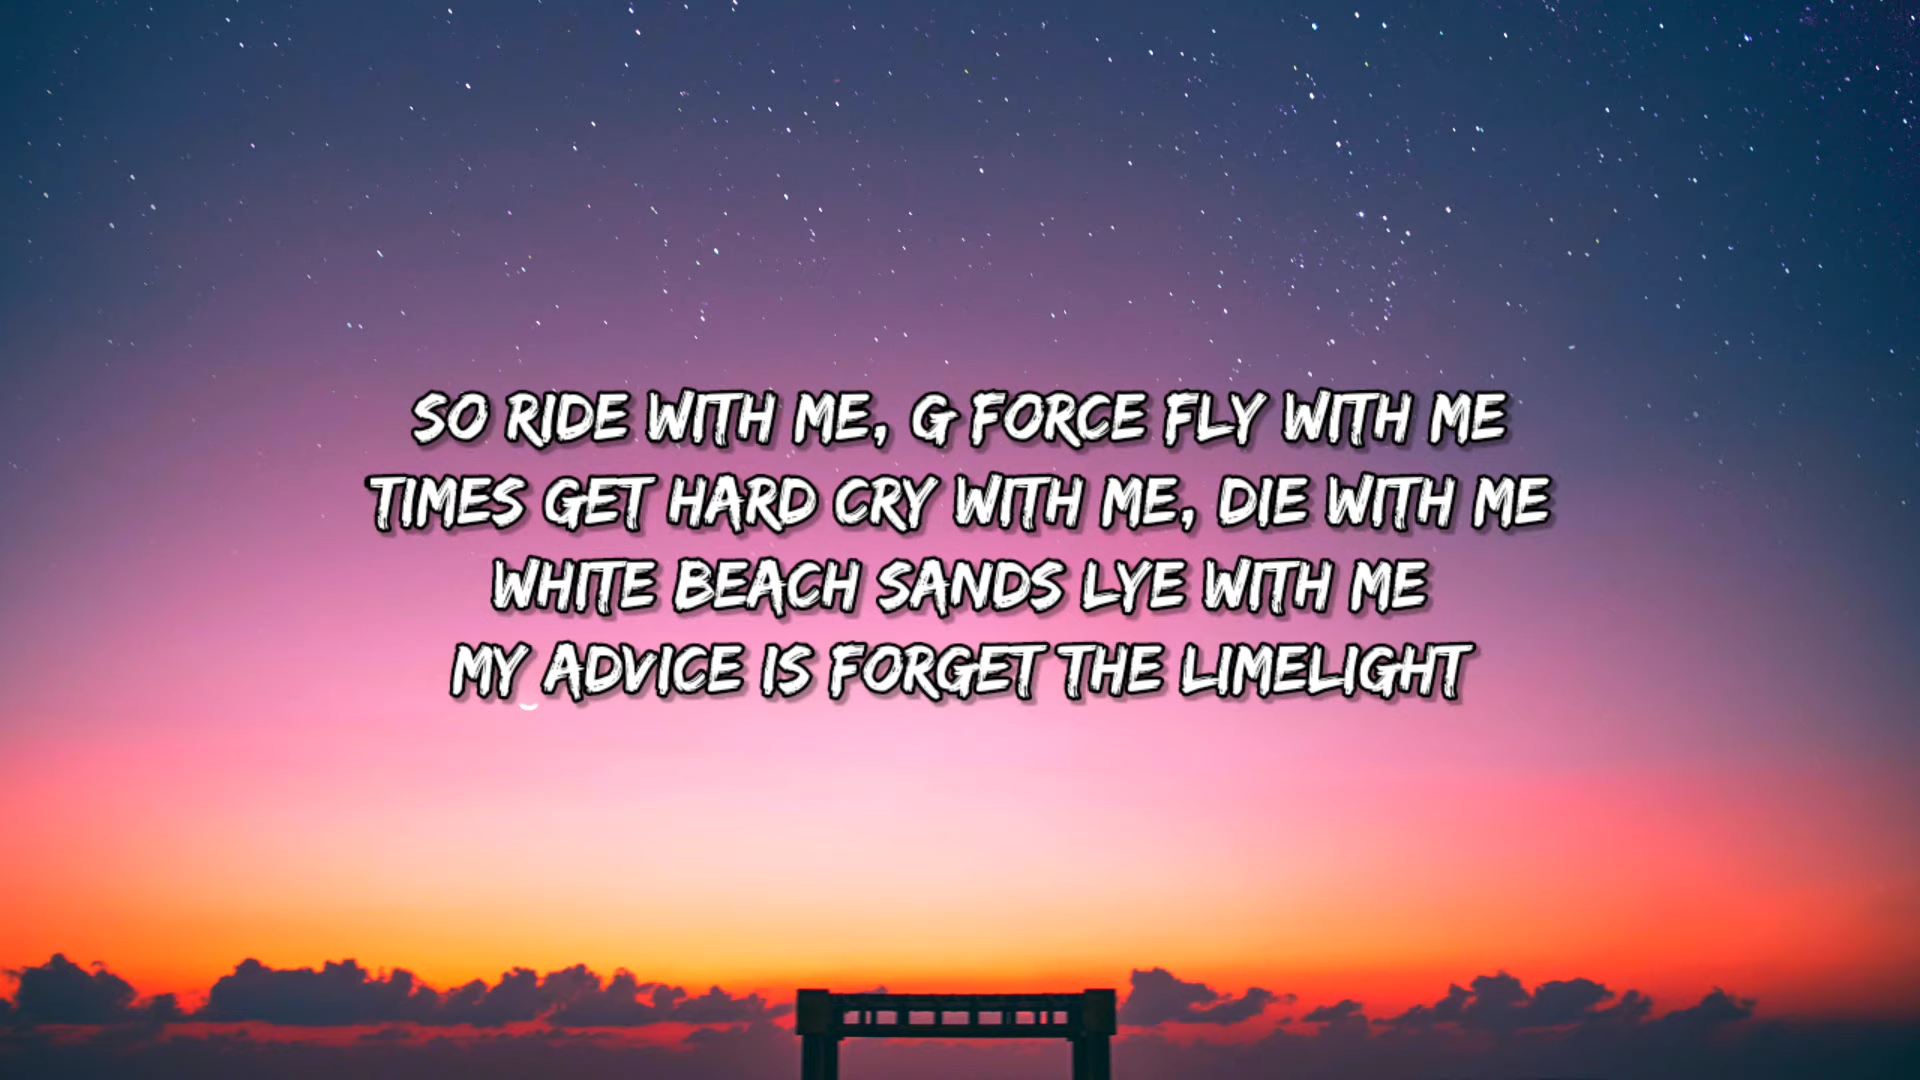 SO RIDE WITH ME, G FORCE FLY WITH ME
TIMES GET HARD CRY WITH ME, DIE WITH ME
WHITE BEACH SANDS LYE WITH ME
MY ADVICE IS FORGET THE LIMELIGHT